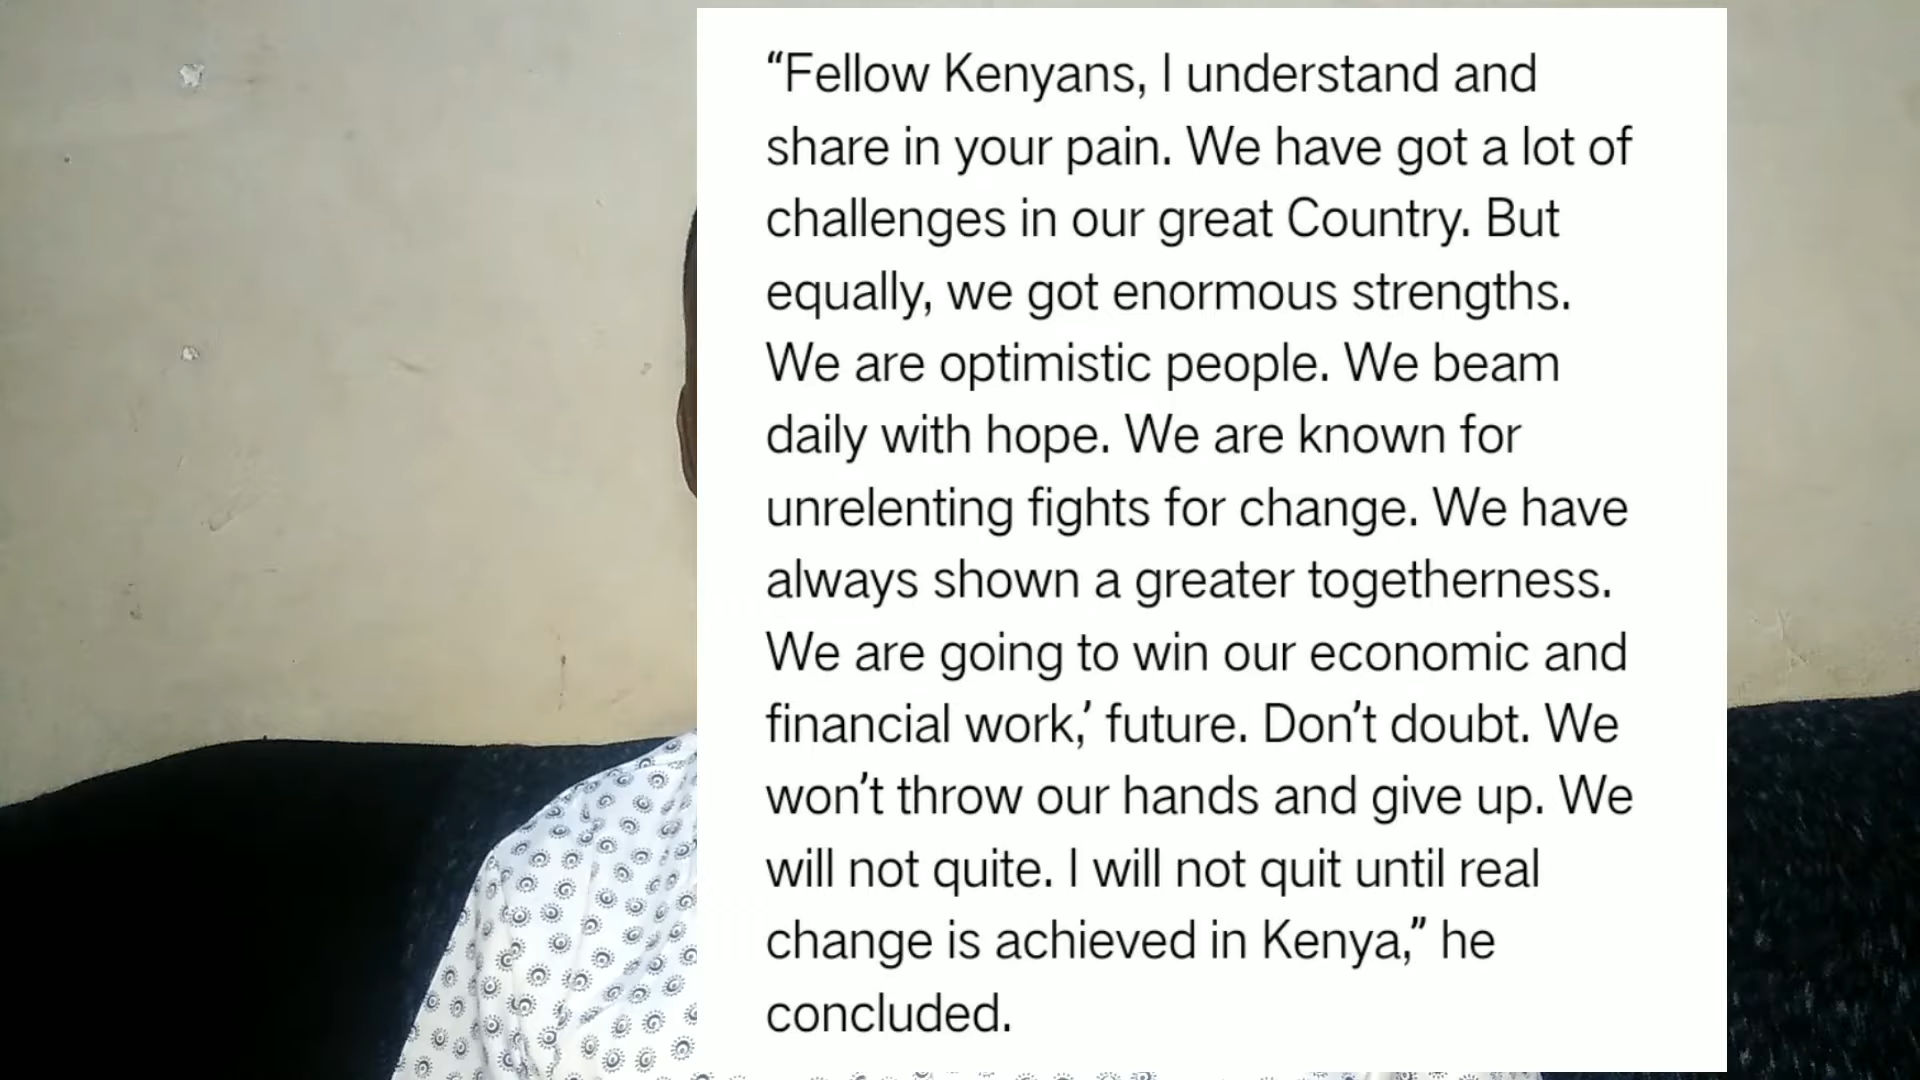 “Fellow Kenyans, I understand and
share in your pain. We have got a lot of
challenges in our great Country. But
equally, we got enormous strengths.
We are optimistic people. We beam
daily with hope. We are known for
unrelenting fights for change. We have
always shown a greater togetherness.
We are going to win our economic and
financial work,’ future. Don’t doubt. We
won’t throw our hands and give up. We
will not quite. I will not quit until real
change is achieved in Kenya,” he
concluded.